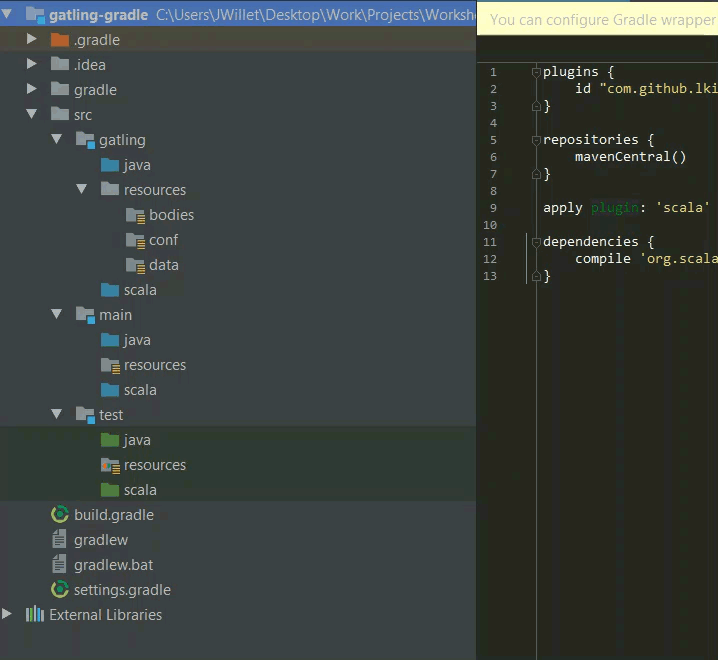 gatling-gradle C:\Users\JWillet\Desktop\Work\Projects\Worksh
.gradle
.idea
gradle
src
gatling
java
resources
bodies
conf
data
scala
main
java
resources
scala
test
java
resources
scala
build.gradle
gradlew
gradlew.bat
settings.gradle
External Libraries
You can configure Gradle wrapper
1 plugins {
2 id "com.github.lki
3 }
4
5 repositories {
6 mavenCentral()
7 }
8
9 apply plugin: 'scala'
10
11 dependencies {
12 compile 'org.scala
13 }